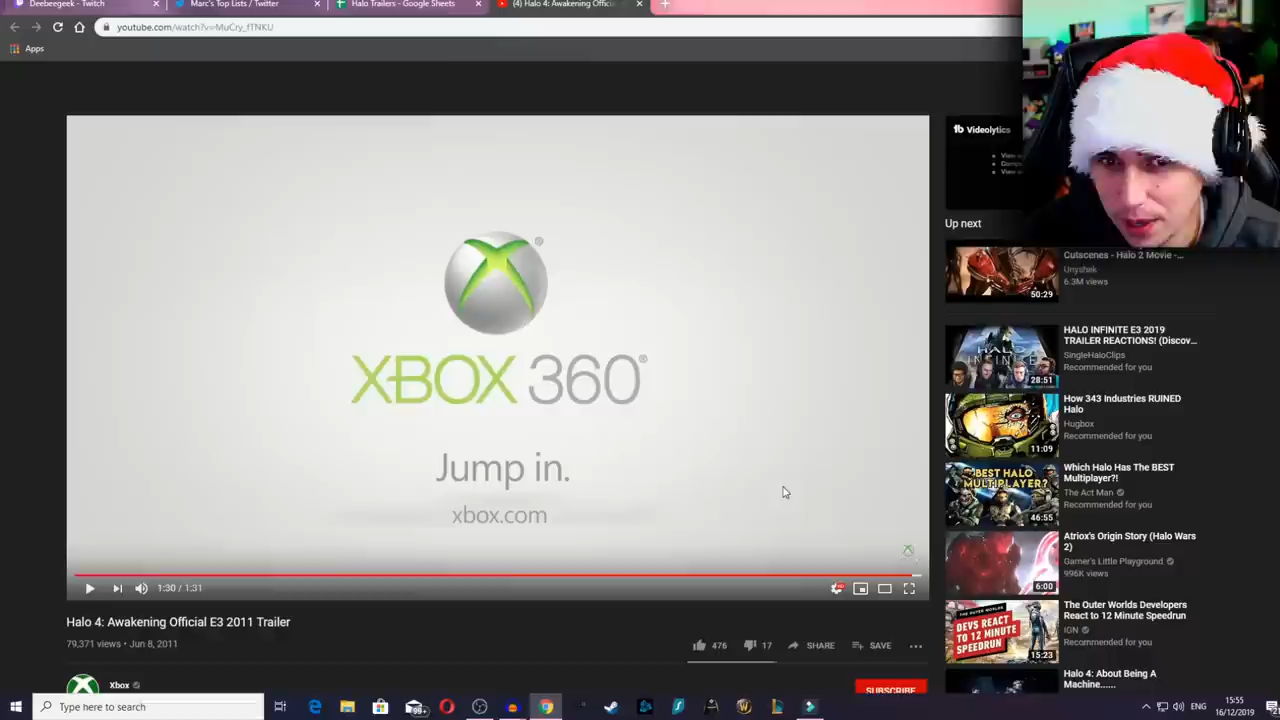 Deebeegeek - Twitch
Marc's Top Lists / Twitter
Halo Trailers - Google Sheets
(4) Halo 4: Awakening Offici
youtube.com/watch?v=MuCry_fTNKU
Apps
XBOX 360
Jump in.
xbox.com
1:30 / 1:31
Halo 4: Awakening Official E3 2011 Trailer
79,371 views • Jun 8, 2011
476
17
SHARE
SAVE
Xbox
SUBSCRIBE
tb Videolytics
Up next
Cutscenes - Halo 2 Movie -...
Unyshek
6.3M views
50:29
HALO INFINITE E3 2019
TRAILER REACTIONS! (Discov...
SingleHaloClips
Recommended for you
28:51
How 343 Industries RUINED
Halo
Hugbox
Recommended for you
11:09
BEST HALO
MULTIPLAYER?
Which Halo Has The BEST
Multiplayer?!
The Act Man
Recommended for you
46:55
Atriox's Origin Story (Halo Wars
2)
Gamer's Little Playground
996K views
6:00
DEVS REACT
TO 12 MINUTE
SPEEDRUN
The Outer Worlds Developers
React to 12 Minute Speedrun
IGN
Recommended for you
15:23
Halo 4: About Being A
Machine......
Type here to search
99+
ENG
15:55
16/12/2019